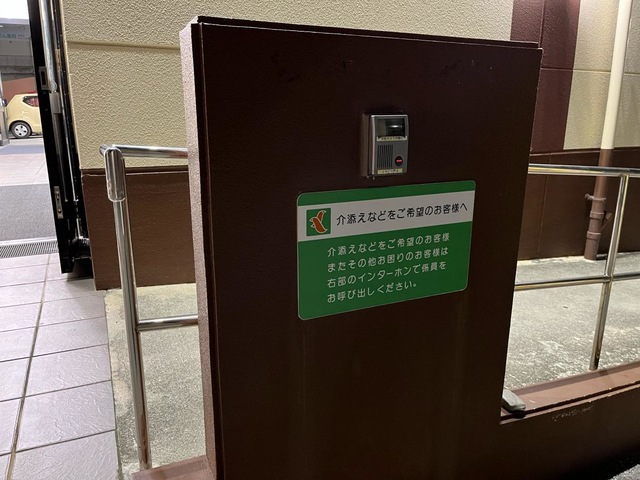 介添えなどをご希望のお客様へ
介添えなどをご希望のお客様
またその他お困りのお客様は
右部のインターホンで係員を
お呼び出しください。